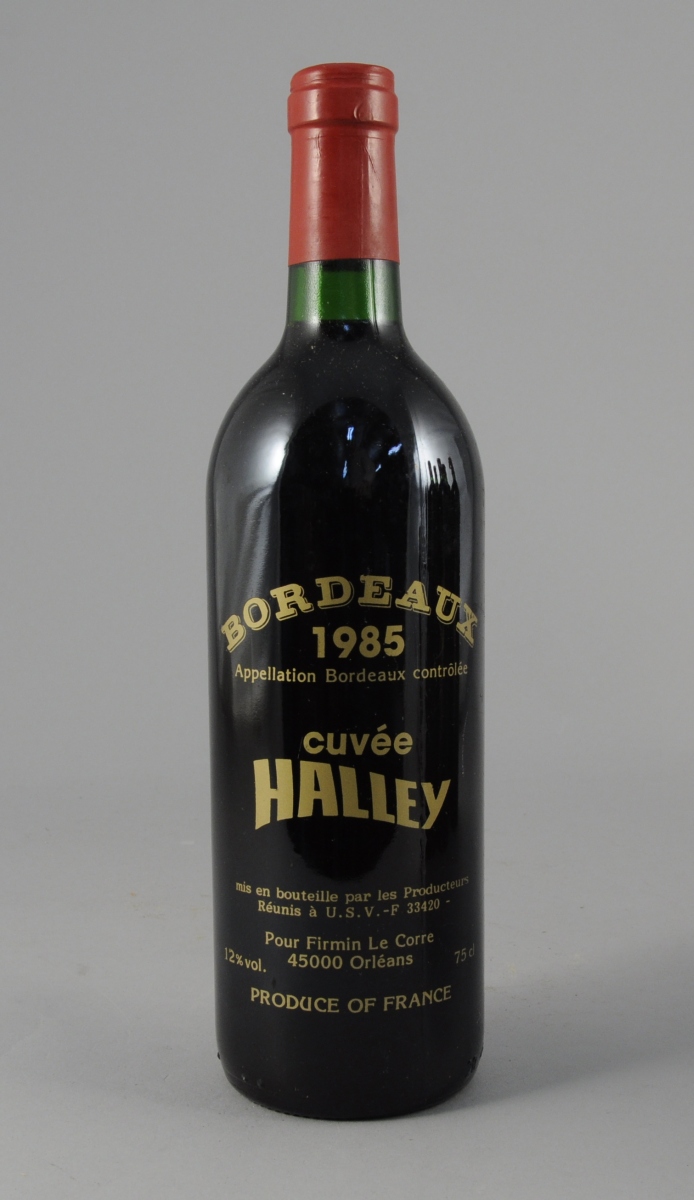 BORDEAUX
1985
Appellation Bordeaux contrôlée
cuvée
HALLEY
mis en bouteille par les Producteurs
Réunis à U.S.V.-F 33420 -
Pour Firmin Le Corre
12%vol. 45000 Orléans 75 cl
PRODUCE OF FRANCE